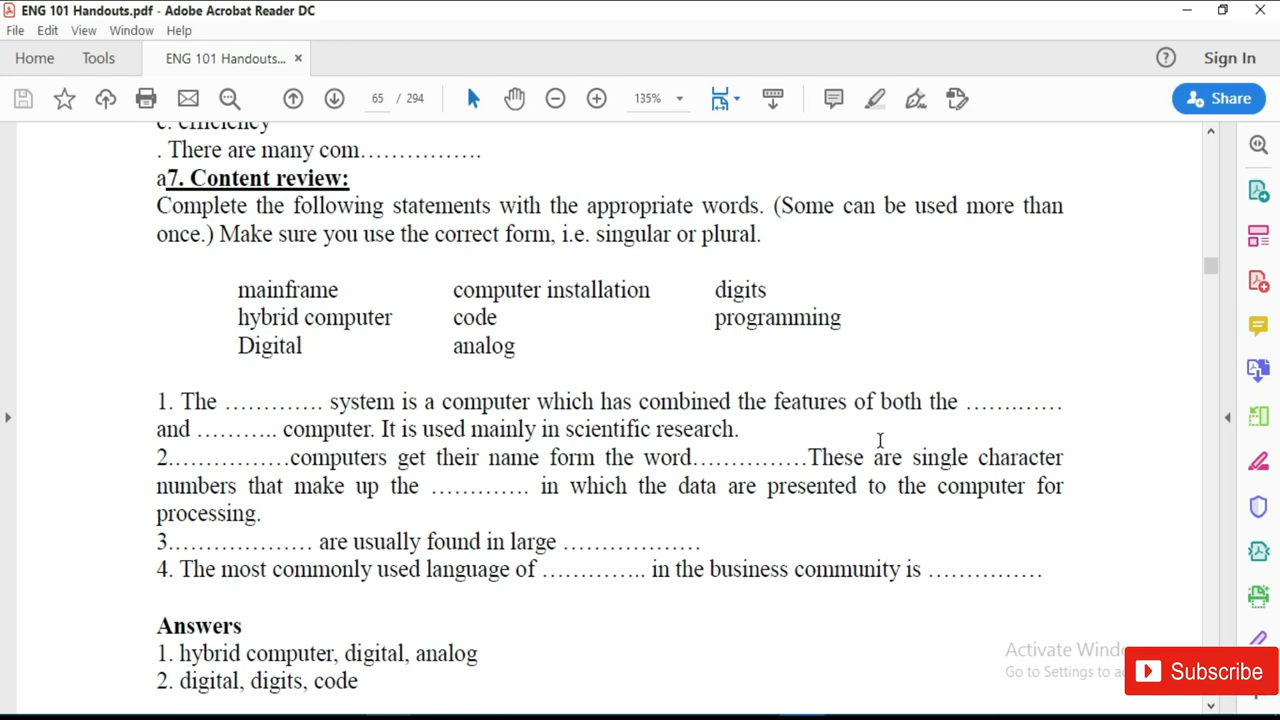 ENG 101 Handouts.pdf - Adobe Acrobat Reader DC
File Edit View Window Help
Home Tools ENG 101 Handouts... × Sign In
65 / 294 135% Share
c. efficiency
. There are many com…………….
a7. Content review:
Complete the following statements with the appropriate words. (Some can be used more than
once.) Make sure you use the correct form, i.e. singular or plural.
mainframe computer installation digits
hybrid computer code programming
Digital analog
1. The …………. system is a computer which has combined the features of both the …….……
and ……….. computer. It is used mainly in scientific research.
2.……………computers get their name form the word……………These are single character
numbers that make up the …………. in which the data are presented to the computer for
processing.
3.……………… are usually found in large ………………
4. The most commonly used language of ………….. in the business community is ……………
Answers
1. hybrid computer, digital, analog
2. digital, digits, code
Activate
Go to Settings to
Subscribe